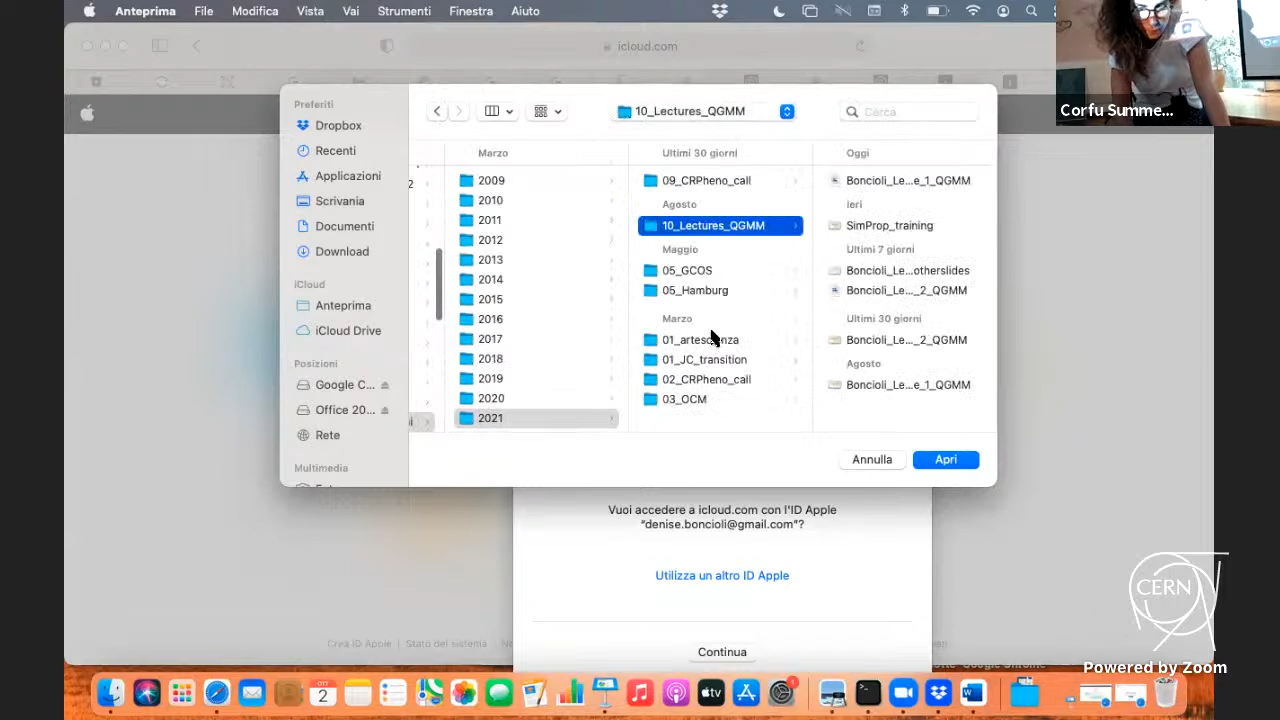 Anteprima File Modifica Vista Vai Strumenti Finestra Aiuto
icloud.com
Corfu Summe...
Preferiti
Dropbox
Recenti
Applicazioni
Scrivania
Documenti
Download
iCloud
Anteprima
iCloud Drive
Posizioni
Google C...
Office 20...
Rete
Multimedia
10_Lectures_QGMM
Cerca
Marzo
2009
2010
2011
2012
2013
2014
2015
2016
2017
2018
2019
2020
2021
Ultimi 30 giorni
09_CRPheno_call
Agosto
10_Lectures_QGMM
Maggio
05_GCOS
05_Hamburg
Marzo
01_JC_transition
02_CRPheno_call
03_OCM
Oggi
Boncioli_Le...e_1_QGMM
Ieri
SimProp_training
Ultimi 7 giorni
Boncioli_Le...otherslides
Boncioli_Le..._2_QGMM
Ultimi 30 giorni
Boncioli_Le..._2_QGMM
Agosto
Boncioli_Le...e_1_QGMM
Annulla Apri
Vuoi accedere a icloud.com con l'ID Apple
“denise.boncioli@gmail.com”?
Utilizza un altro ID Apple
Continua
Crea ID Apple | Stato del sistema
CERN
Powered by Zoom
OTT
2
tv